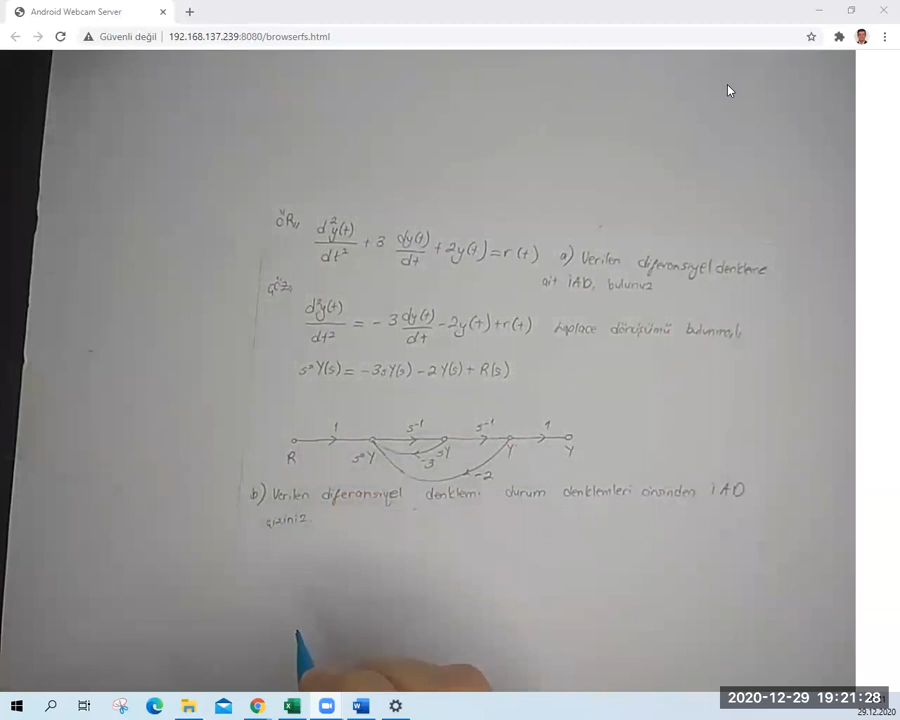 Android Webcam Server
Güvenli değil 192.168.137.239:8080/browserfs.html
ÖR// d²y(t)/dt² + 3 dy(t)/dt + 2y(t) = r(t) a) Verilen diferansiyel denkleme
ait İAD, bulunuz
ÇÖZ
d²y(t)/dt² = -3 dy(t)/dt - 2y(t) + r(t) Laplace dönüşümü bulunmalı,
s²Y(s) = -3sY(s) - 2Y(s) + R(s)
1 s⁻¹ s⁻¹ 1
R s²Y -3 sY Y Y
-2
b) Verilen diferansiyel denklemi durum denklemleri cinsinden İAD
çiziniz.
2020-12-29 19:21:28
29.12.2020